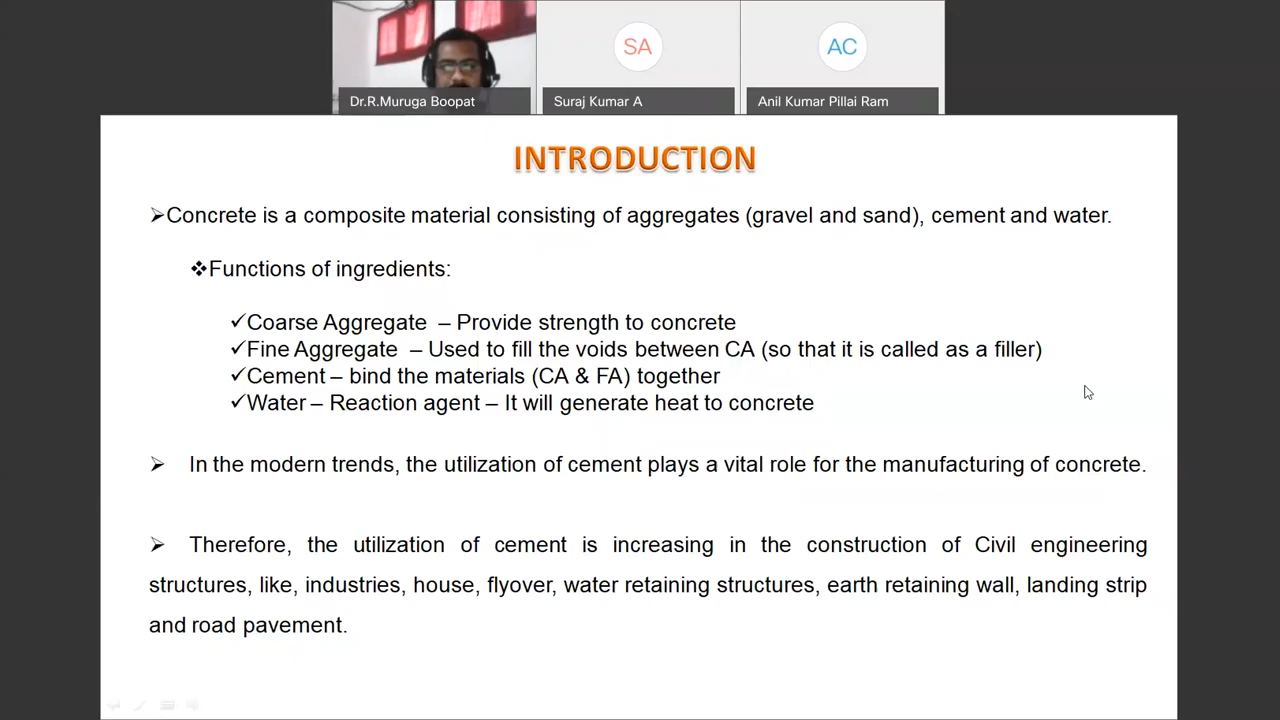 Dr.R.Muruga Boopat
Suraj Kumar A
Anil Kumar Pillai Ram
SA
AC
INTRODUCTION
➢Concrete is a composite material consisting of aggregates (gravel and sand), cement and water.
❖Functions of ingredients:
✓Coarse Aggregate – Provide strength to concrete
✓Fine Aggregate – Used to fill the voids between CA (so that it is called as a filler)
✓Cement – bind the materials (CA & FA) together
✓Water – Reaction agent – It will generate heat to concrete
➢ In the modern trends, the utilization of cement plays a vital role for the manufacturing of concrete.
➢ Therefore, the utilization of cement is increasing in the construction of Civil engineering
structures, like, industries, house, flyover, water retaining structures, earth retaining wall, landing strip
and road pavement.